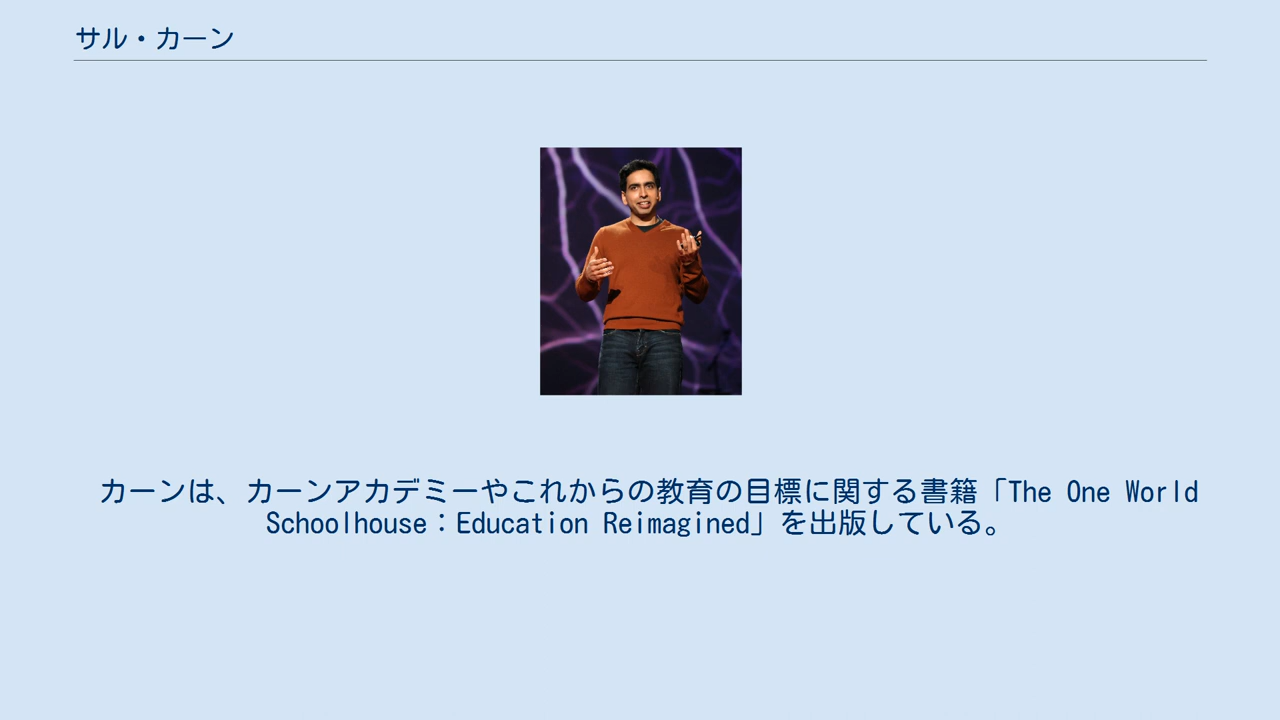 サル・カーン
カーンは、カーンアカデミーやこれからの教育の目標に関する書籍「The One World
Schoolhouse：Education Reimagined」を出版している。